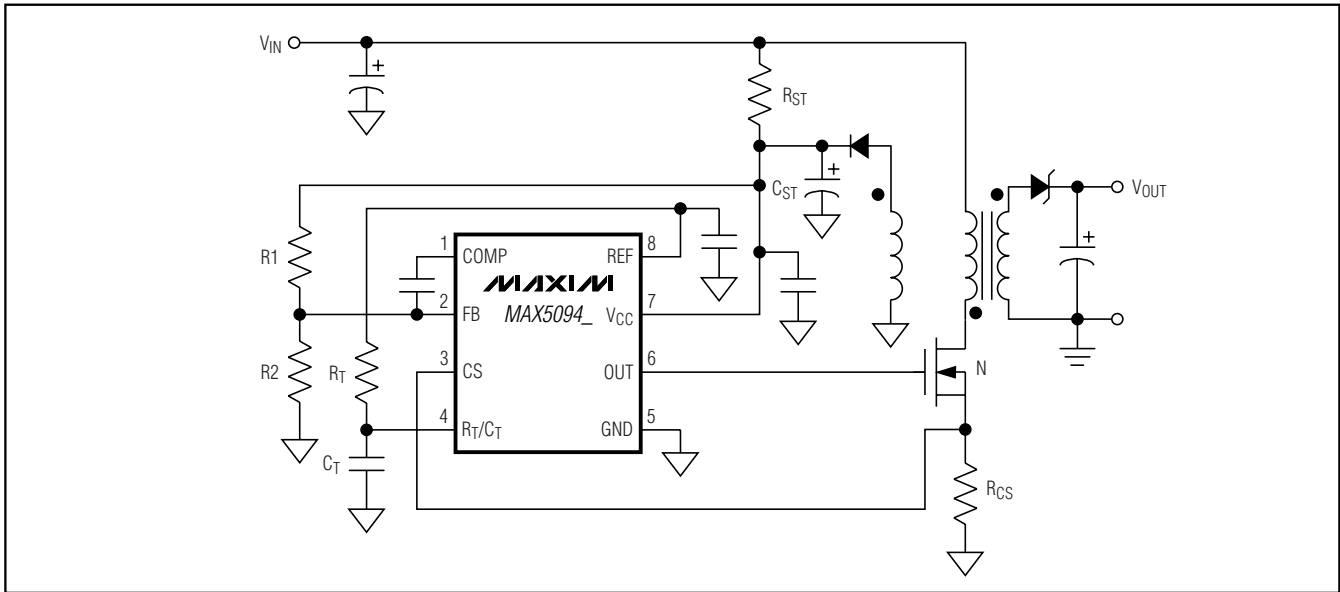 VIN
+
RST
+
CST
VOUT
+
R1
1
COMP
REF
8
MAXIM
MAX5094_
2
FB
VCC
7
R2
RT
3
CS
OUT
6
N
4
RT/CT
GND
5
CT
RCS